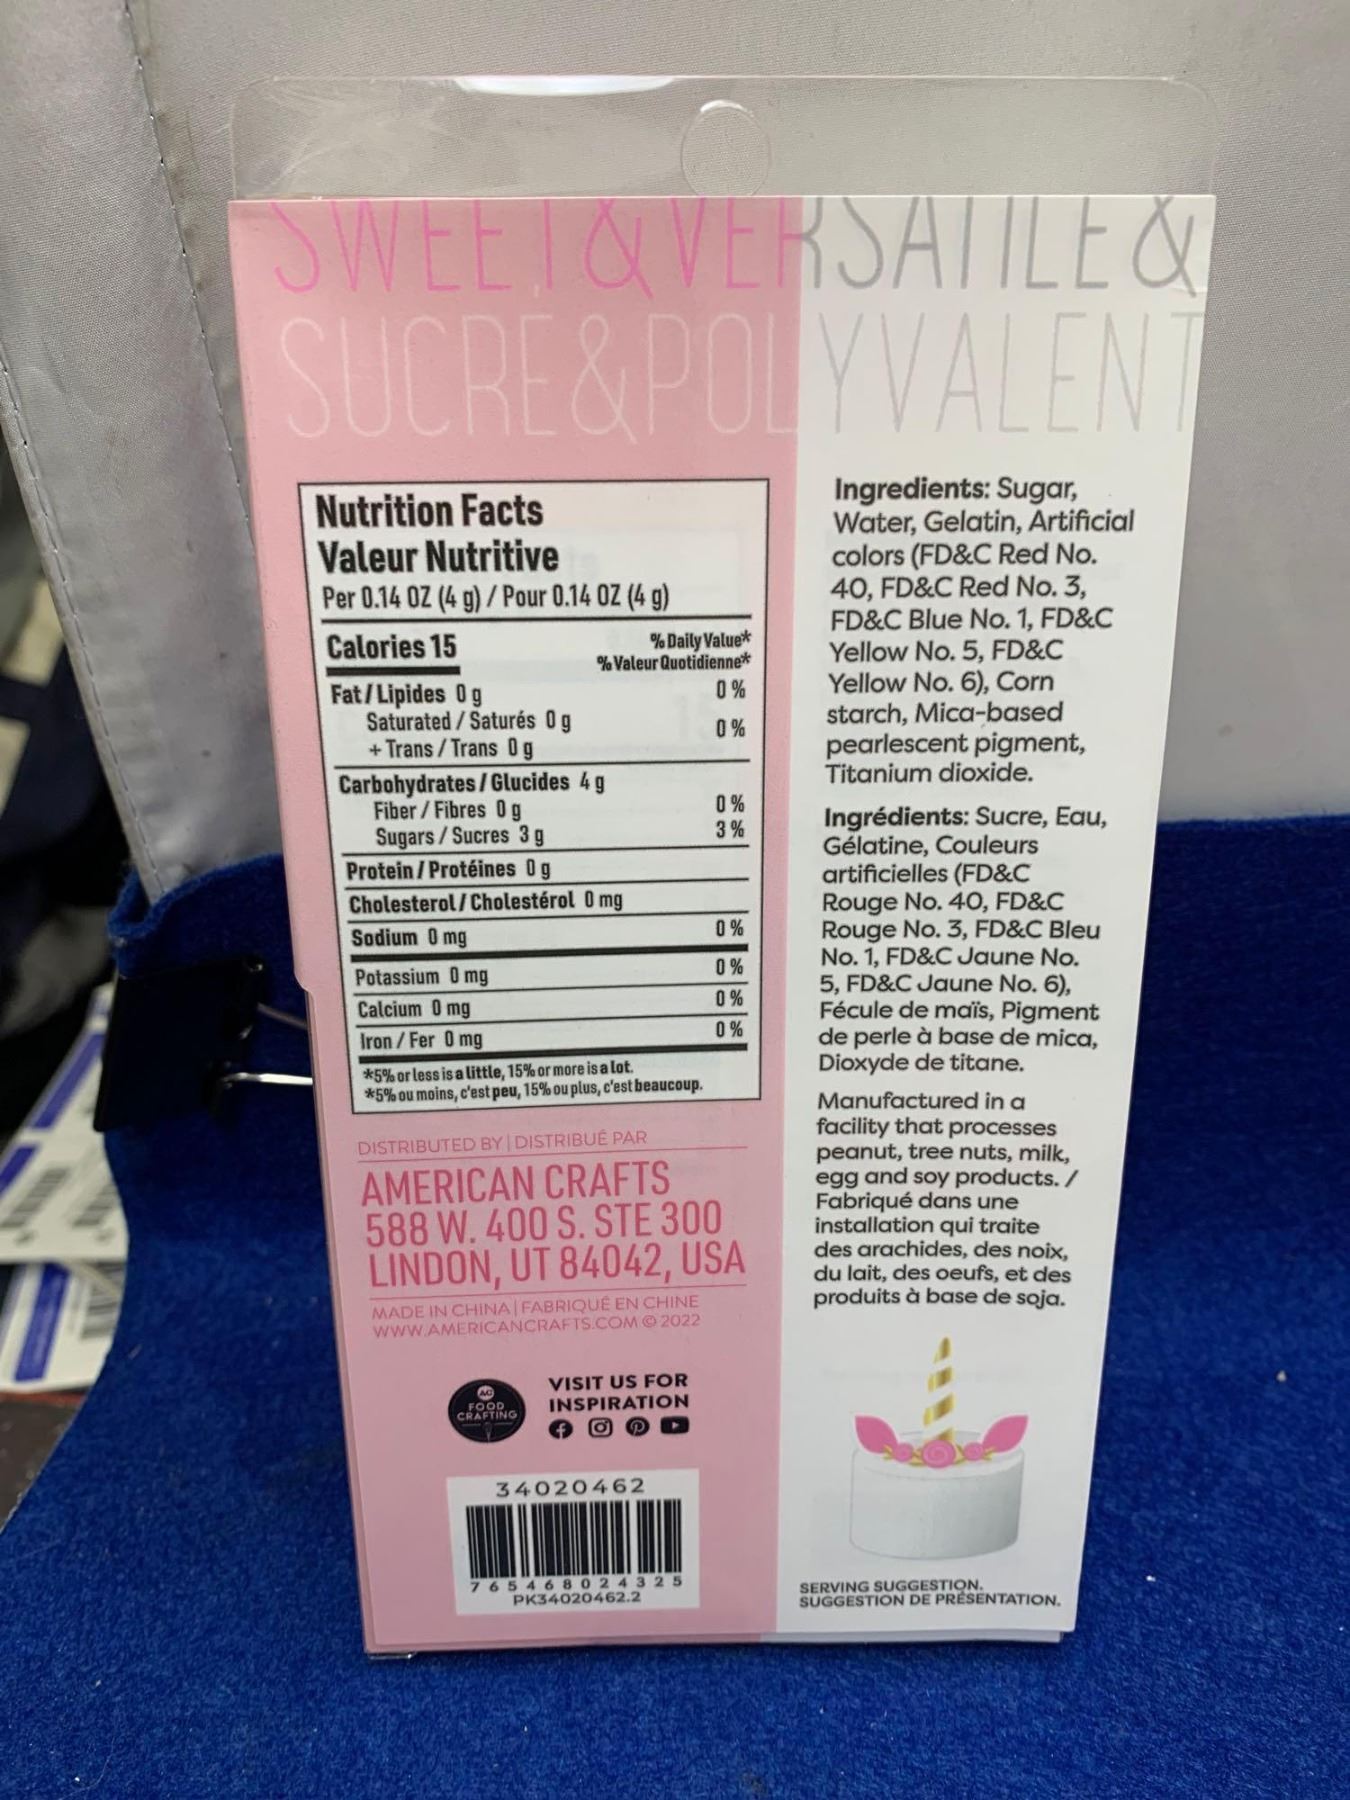 SWEET & VERSATILE &
SUCRÉ & POLYVALENT
Nutrition Facts
Valeur Nutritive
Per 0.14 OZ (4 g) / Pour 0.14 OZ (4 g)
Calories 15
% Daily Value*
% Valeur Quotidienne*
Fat / Lipides 0 g 0 %
Saturated / Saturés 0 g 0 %
+ Trans / Trans 0 g
Carbohydrates / Glucides 4 g
Fiber / Fibres 0 g 0 %
Sugars / Sucres 3 g 3 %
Protein / Protéines 0 g
Cholesterol / Cholestérol 0 mg
Sodium 0 mg 0 %
Potassium 0 mg 0 %
Calcium 0 mg 0 %
Iron / Fer 0 mg 0 %
*5% or less is a little, 15% or more is a lot.
*5% ou moins, c'est peu, 15% ou plus, c'est beaucoup.
DISTRIBUTED BY | DISTRIBUÉ PAR
AMERICAN CRAFTS
588 W. 400 S. STE 300
LINDON, UT 84042, USA
MADE IN CHINA | FABRIQUÉ EN CHINE
WWW.AMERICANCRAFTS.COM © 2022
AC
FOOD
CRAFTING
VISIT US FOR
INSPIRATION
34020462
7 65468 02432 5
PK34020462.2
Ingredients: Sugar,
Water, Gelatin, Artificial
colors (FD&C Red No.
40, FD&C Red No. 3,
FD&C Blue No. 1, FD&C
Yellow No. 5, FD&C
Yellow No. 6), Corn
starch, Mica-based
pearlescent pigment,
Titanium dioxide.
Ingrédients: Sucre, Eau,
Gélatine, Couleurs
artificielles (FD&C
Rouge No. 40, FD&C
Rouge No. 3, FD&C Bleu
No. 1, FD&C Jaune No.
5, FD&C Jaune No. 6),
Fécule de maïs, Pigment
de perle à base de mica,
Dioxyde de titane.
Manufactured in a
facility that processes
peanut, tree nuts, milk,
egg and soy products. /
Fabriqué dans une
installation qui traite
des arachides, des noix,
du lait, des oeufs, et des
produits à base de soja.
SERVING SUGGESTION.
SUGGESTION DE PRÉSENTATION.